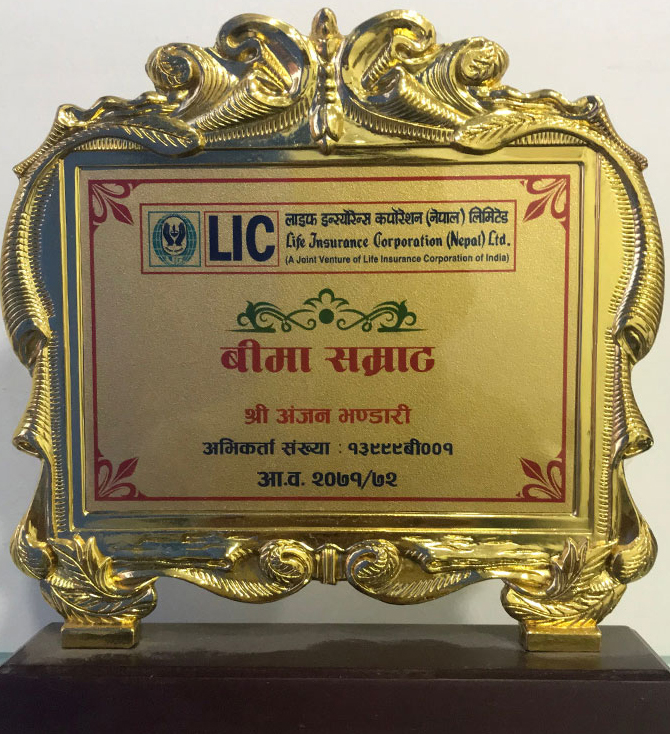 LIC
लाइफ इन्स्योरेन्स कर्पोरेशन (नेपाल) लिमिटेड
Life Insurance Corporation (Nepal) Ltd.
(A Joint Venture of Life Insurance Corporation of India)
बीमा सम्राट
श्री अंजन भण्डारी
अभिकर्ता संख्या : १३९९९बी००१
आ.व. २०७१/७२